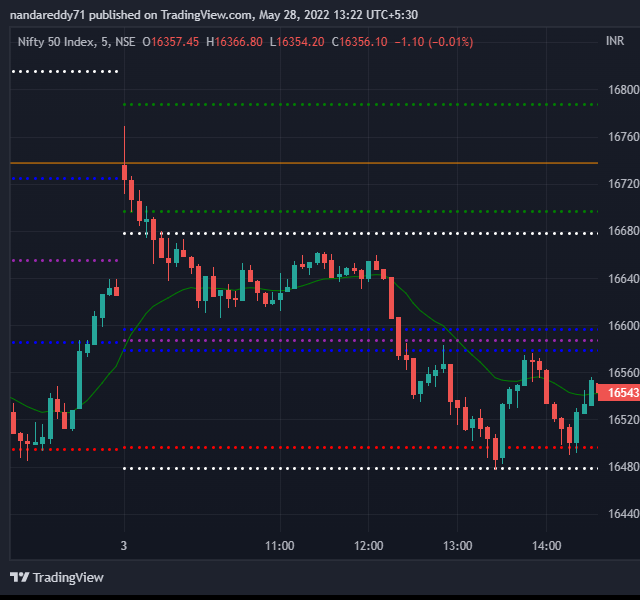 nandareddy71 published on TradingView.com, May 28, 2022 13:22 UTC+5:30
Nifty 50 Index, 5, NSE O16357.45 H16366.80 L16354.20 C16356.10 −1.10 (−0.01%)
INR
16800
16760
16720
16680
16640
16600
16560
16543
16520
16480
16440
3 11:00 12:00 13:00 14:00
TradingView